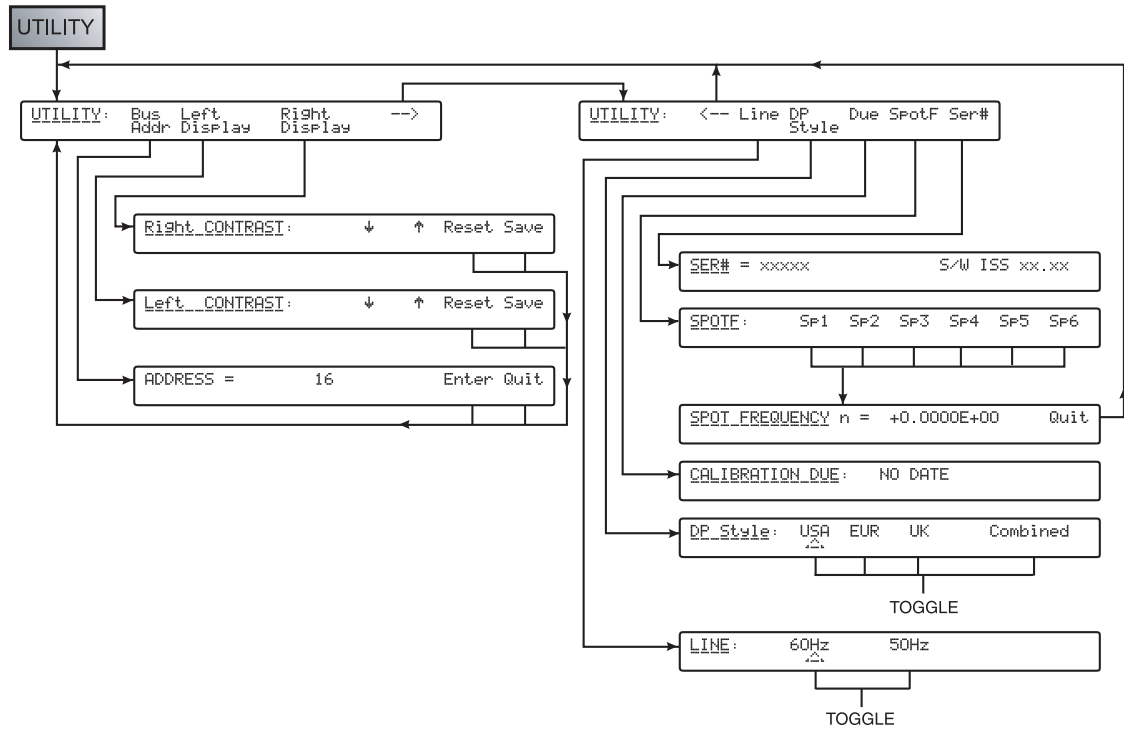 UTILITY
UTILITY: Bus Left Right -->
Addr Display Display
UTILITY: <-- Line DP Due SpotF Ser#
Style
Right CONTRAST: ↓ ↑ Reset Save
Left CONTRAST: ↓ ↑ Reset Save
ADDRESS = 16 Enter Quit
SER# = xxxxx S/W ISS xx.xx
SPOTF: Sp1 Sp2 Sp3 Sp4 Sp5 Sp6
SPOT FREQUENCY n = +0.0000E+00 Quit
CALIBRATION DUE: NO DATE
DP Style: USA EUR UK Combined
TOGGLE
LINE: 60Hz 50Hz
TOGGLE